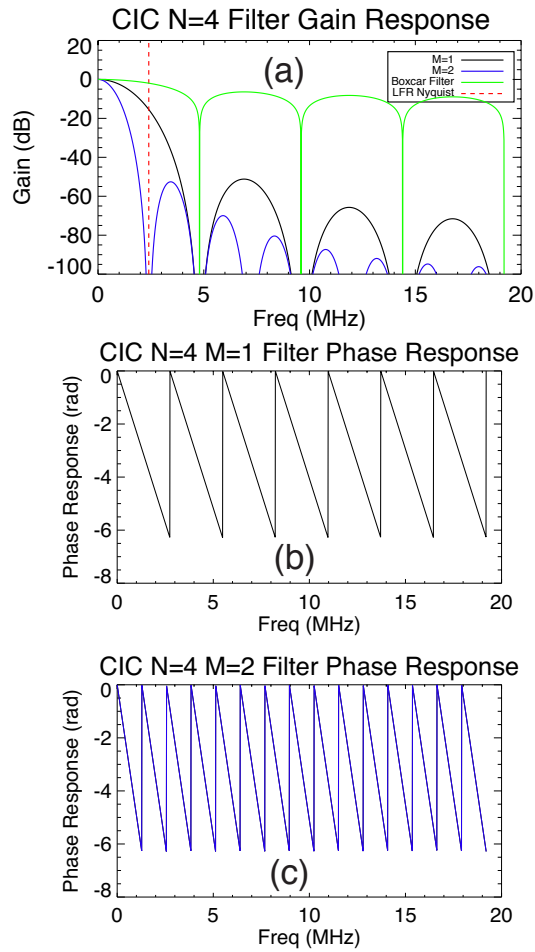 CIC N=4 Filter Gain Response
(a)
M=1
M=2
Boxcar Filter
LFR Nyquist
20
0
-20
-40
-60
-80
-100
Gain (dB)
0 5 10 15 20
Freq (MHz)
CIC N=4 M=1 Filter Phase Response
0
-2
-4
-6
-8
Phase Response (rad)
(b)
0 5 10 15 20
Freq (MHz)
CIC N=4 M=2 Filter Phase Response
0
-2
-4
-6
-8
Phase Response (rad)
(c)
0 5 10 15 20
Freq (MHz)